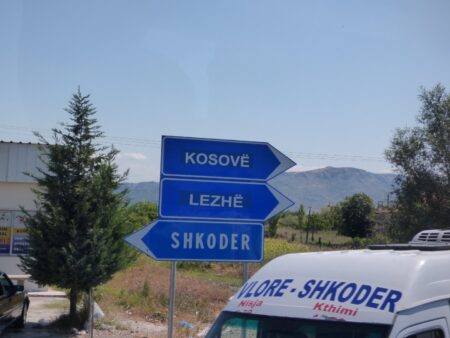 KOSOVË
LEZHË
SHKODER
VLORE - SHKODER
Nisja Kthimi